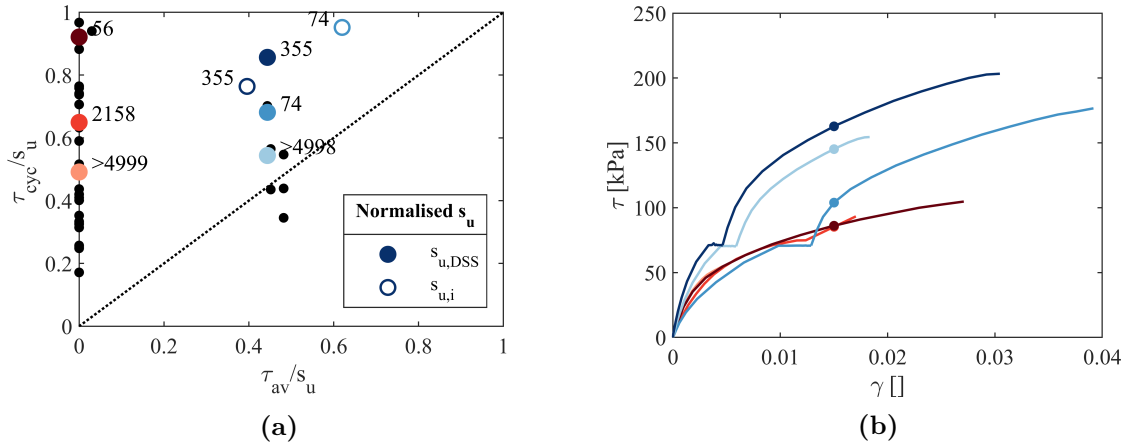 1
0.8
0.6
0.4
0.2
0
0 0.2 0.4 0.6 0.8 1
τcyc/su
τav/su
56
2158
>4999
74
355
355
74
>4998
Normalised su
su,DSS
su,i
(a)
250
200
150
100
50
0
0 0.01 0.02 0.03 0.04
τ [kPa]
γ []
(b)